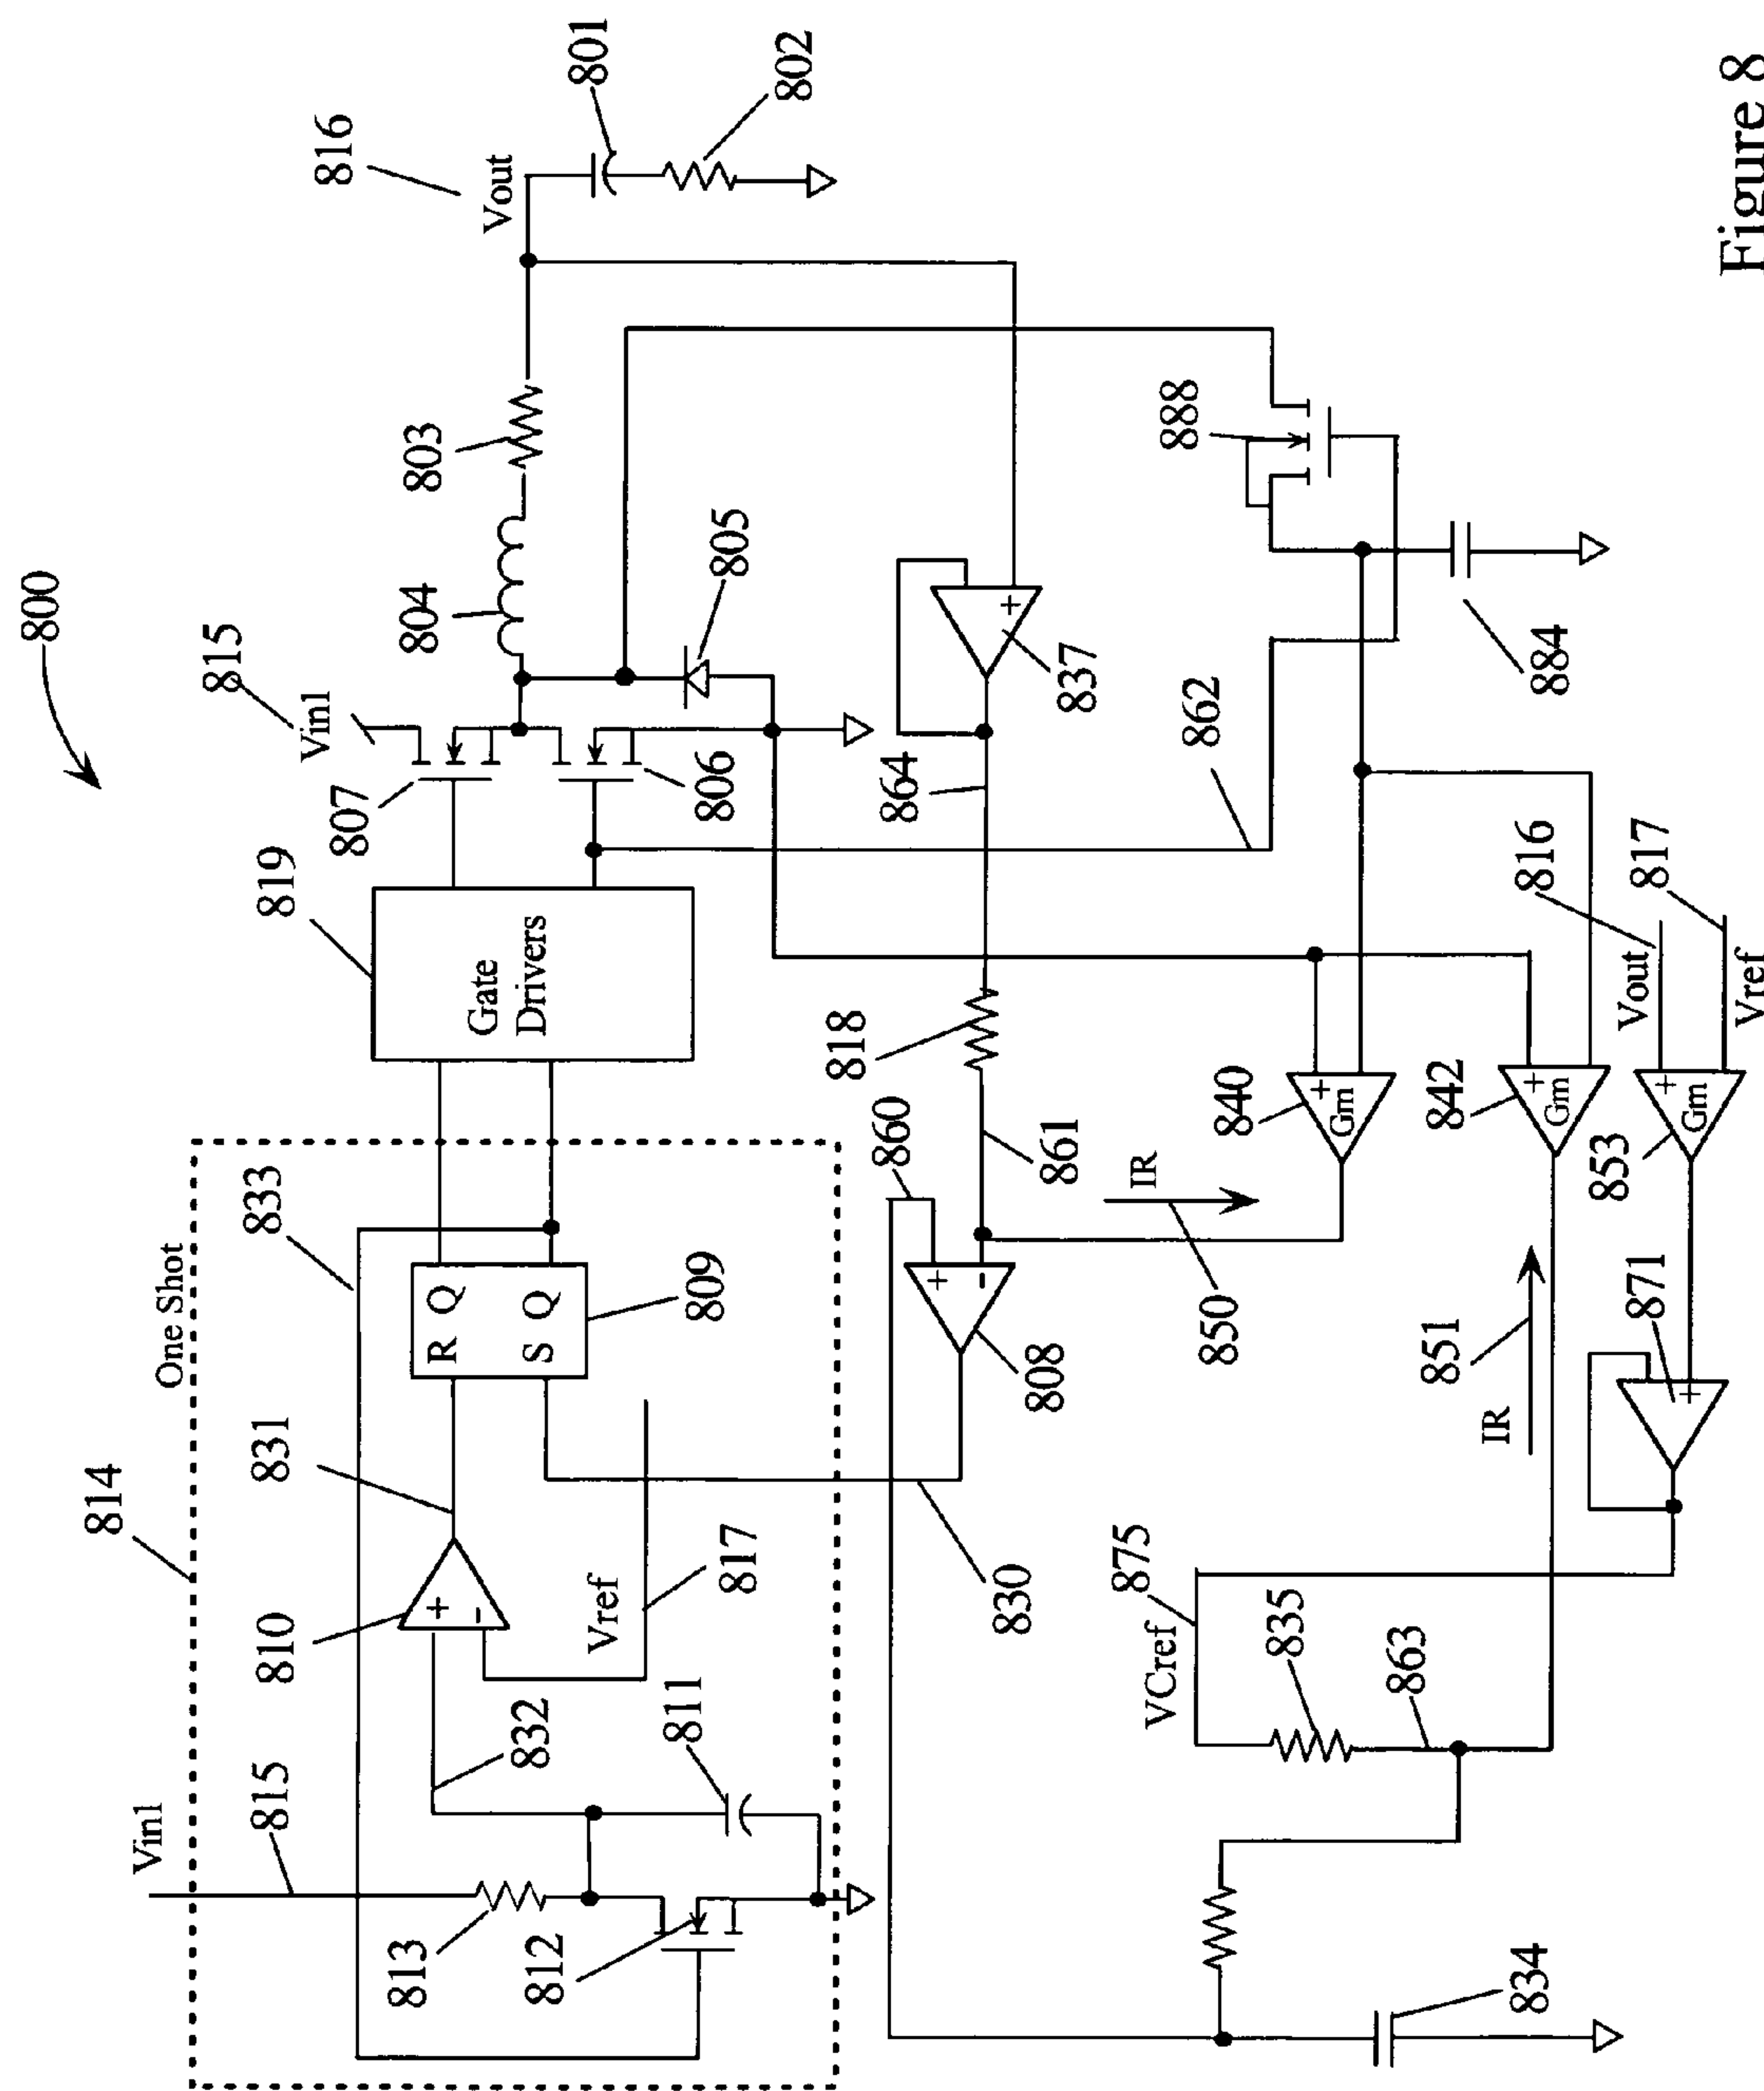 800
814
One Shot
833
Vin1
815
813
812
832
811
810
+
-
831
Vref
817
R Q
S Q
809
819
Gate
Drivers
807
Vin1
815
806
804
803
805
816
Vout
801
802
830
860
+
-
808
861
818
864
837
+
862
888
884
IR
850
840
+
Gm
842
+
Gm
816
Vout
817
Vref
853
+
Gm
IR
851
871
+
875
VCref
835
863
834
Figure 8